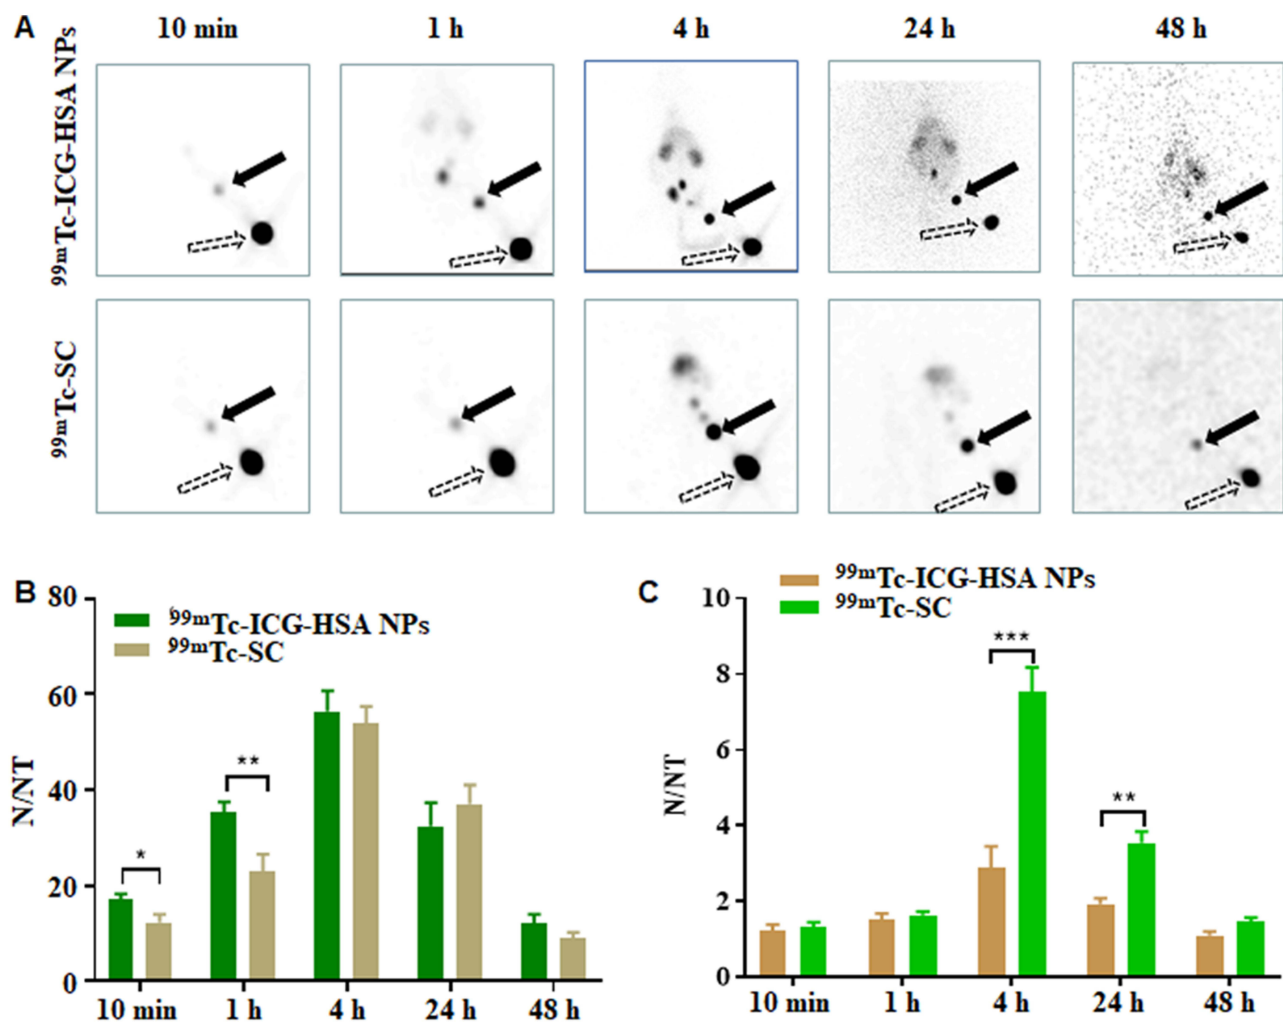 A 10 min 1 h 4 h 24 h 48 h
99mTc-ICG-HSA NPs
99mTc-SC
B
80
60
40
20
0
N/NT
99mTc-ICG-HSA NPs
99mTc-SC
*
**
10 min 1 h 4 h 24 h 48 h
C
10
8
6
4
2
0
N/NT
99mTc-ICG-HSA NPs
99mTc-SC
***
**
10 min 1 h 4 h 24 h 48 h